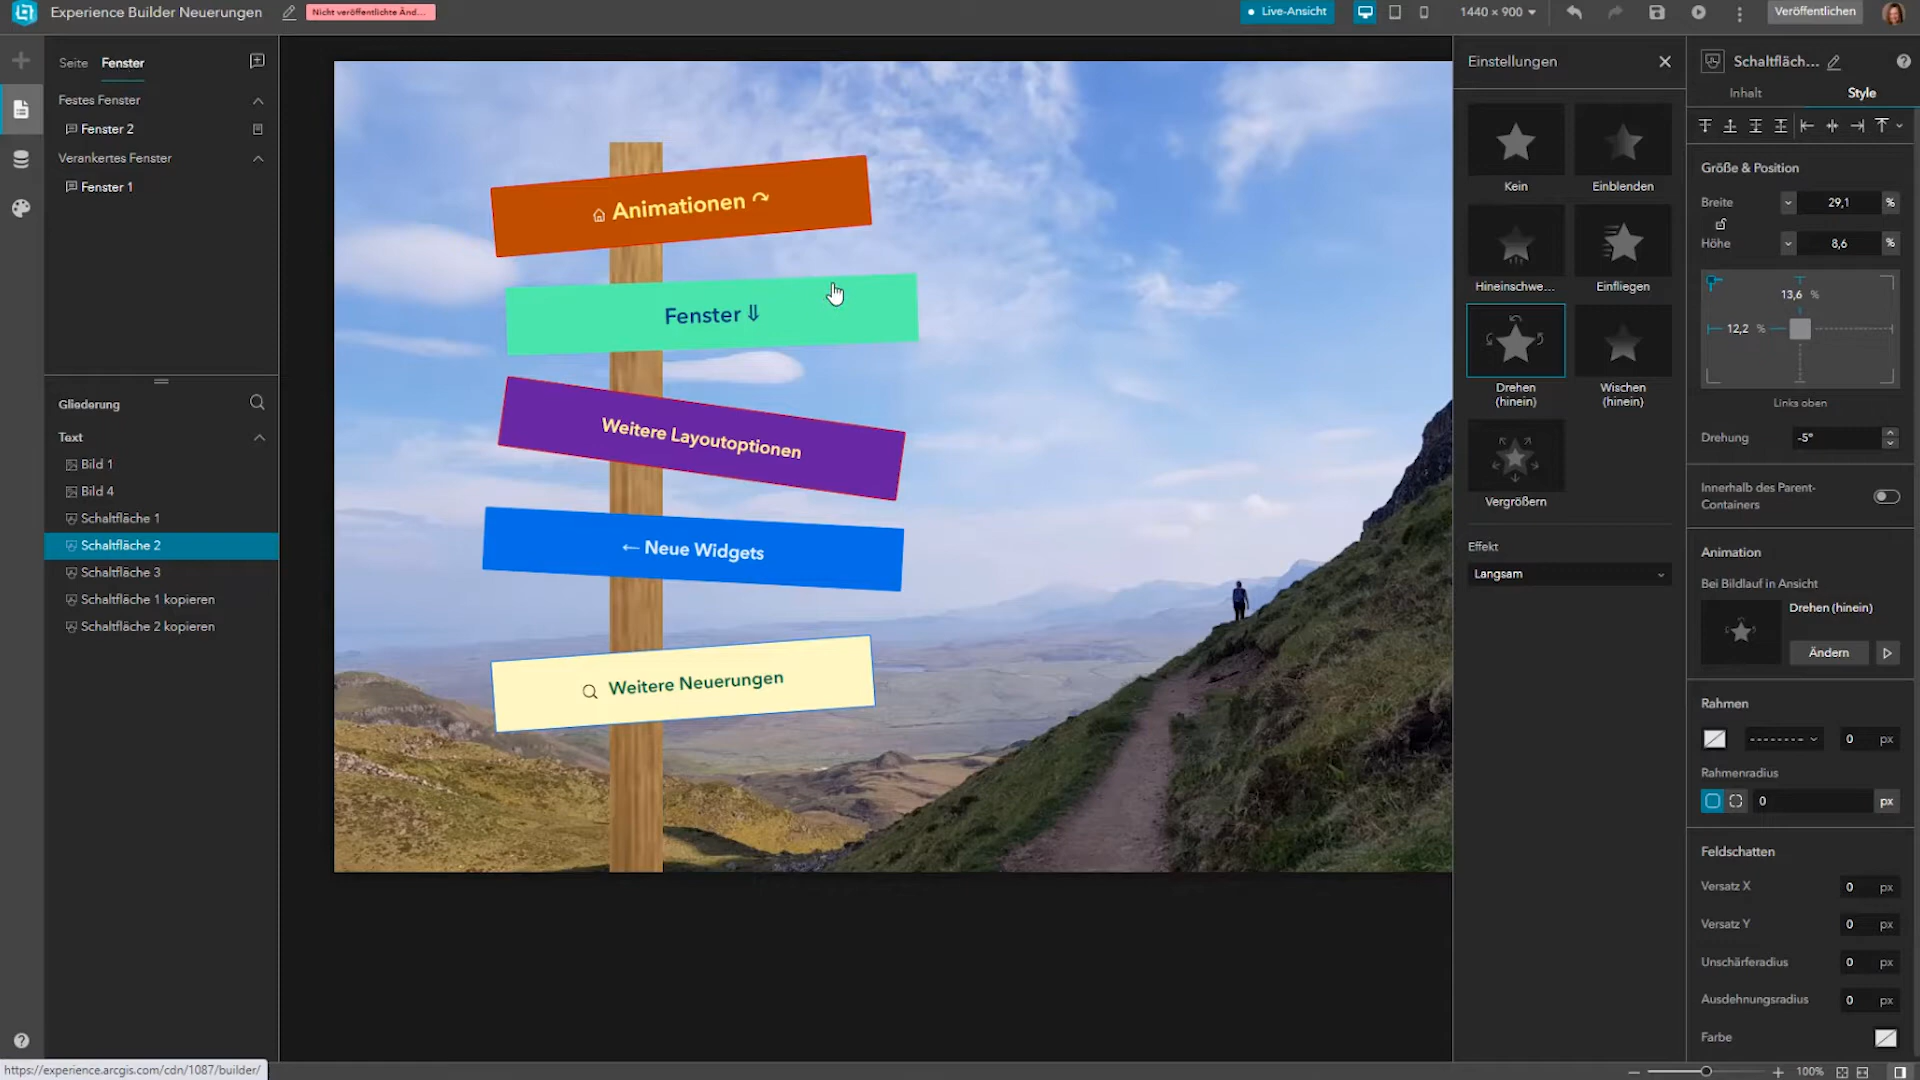 Experience Builder Neuerungen
Nicht veröffentlichte Änd...
Live-Ansicht
1440 × 900
Veröffentlichen
Seite
Fenster
Festes Fenster
Fenster 2
Verankertes Fenster
Fenster 1
Gliederung
Text
Bild 1
Bild 4
Schaltfläche 1
Schaltfläche 2
Schaltfläche 3
Schaltfläche 1 kopieren
Schaltfläche 2 kopieren
Animationen ↷
Fenster ⇓
Weitere Layoutoptionen
← Neue Widgets
Weitere Neuerungen
Einstellungen
Kein
Einblenden
Hineinschwe...
Einfliegen
Drehen
(hinein)
Wischen
(hinein)
Vergrößern
Effekt
Langsam
Schaltfläch...
Inhalt
Style
Größe & Position
Breite
29,1 %
Höhe
8,6 %
13,6 %
12,2 %
Links oben
Drehung
-5°
Innerhalb des Parent-
Containers
Animation
Bei Bildlauf in Ansicht
Drehen (hinein)
Ändern
Rahmen
0 px
Rahmenradius
0 px
Feldschatten
Versatz X
0 px
Versatz Y
0 px
Unschärferadius
0 px
Ausdehnungsradius
0 px
Farbe
https://experience.arcgis.com/cdn/1087/builder/
100%